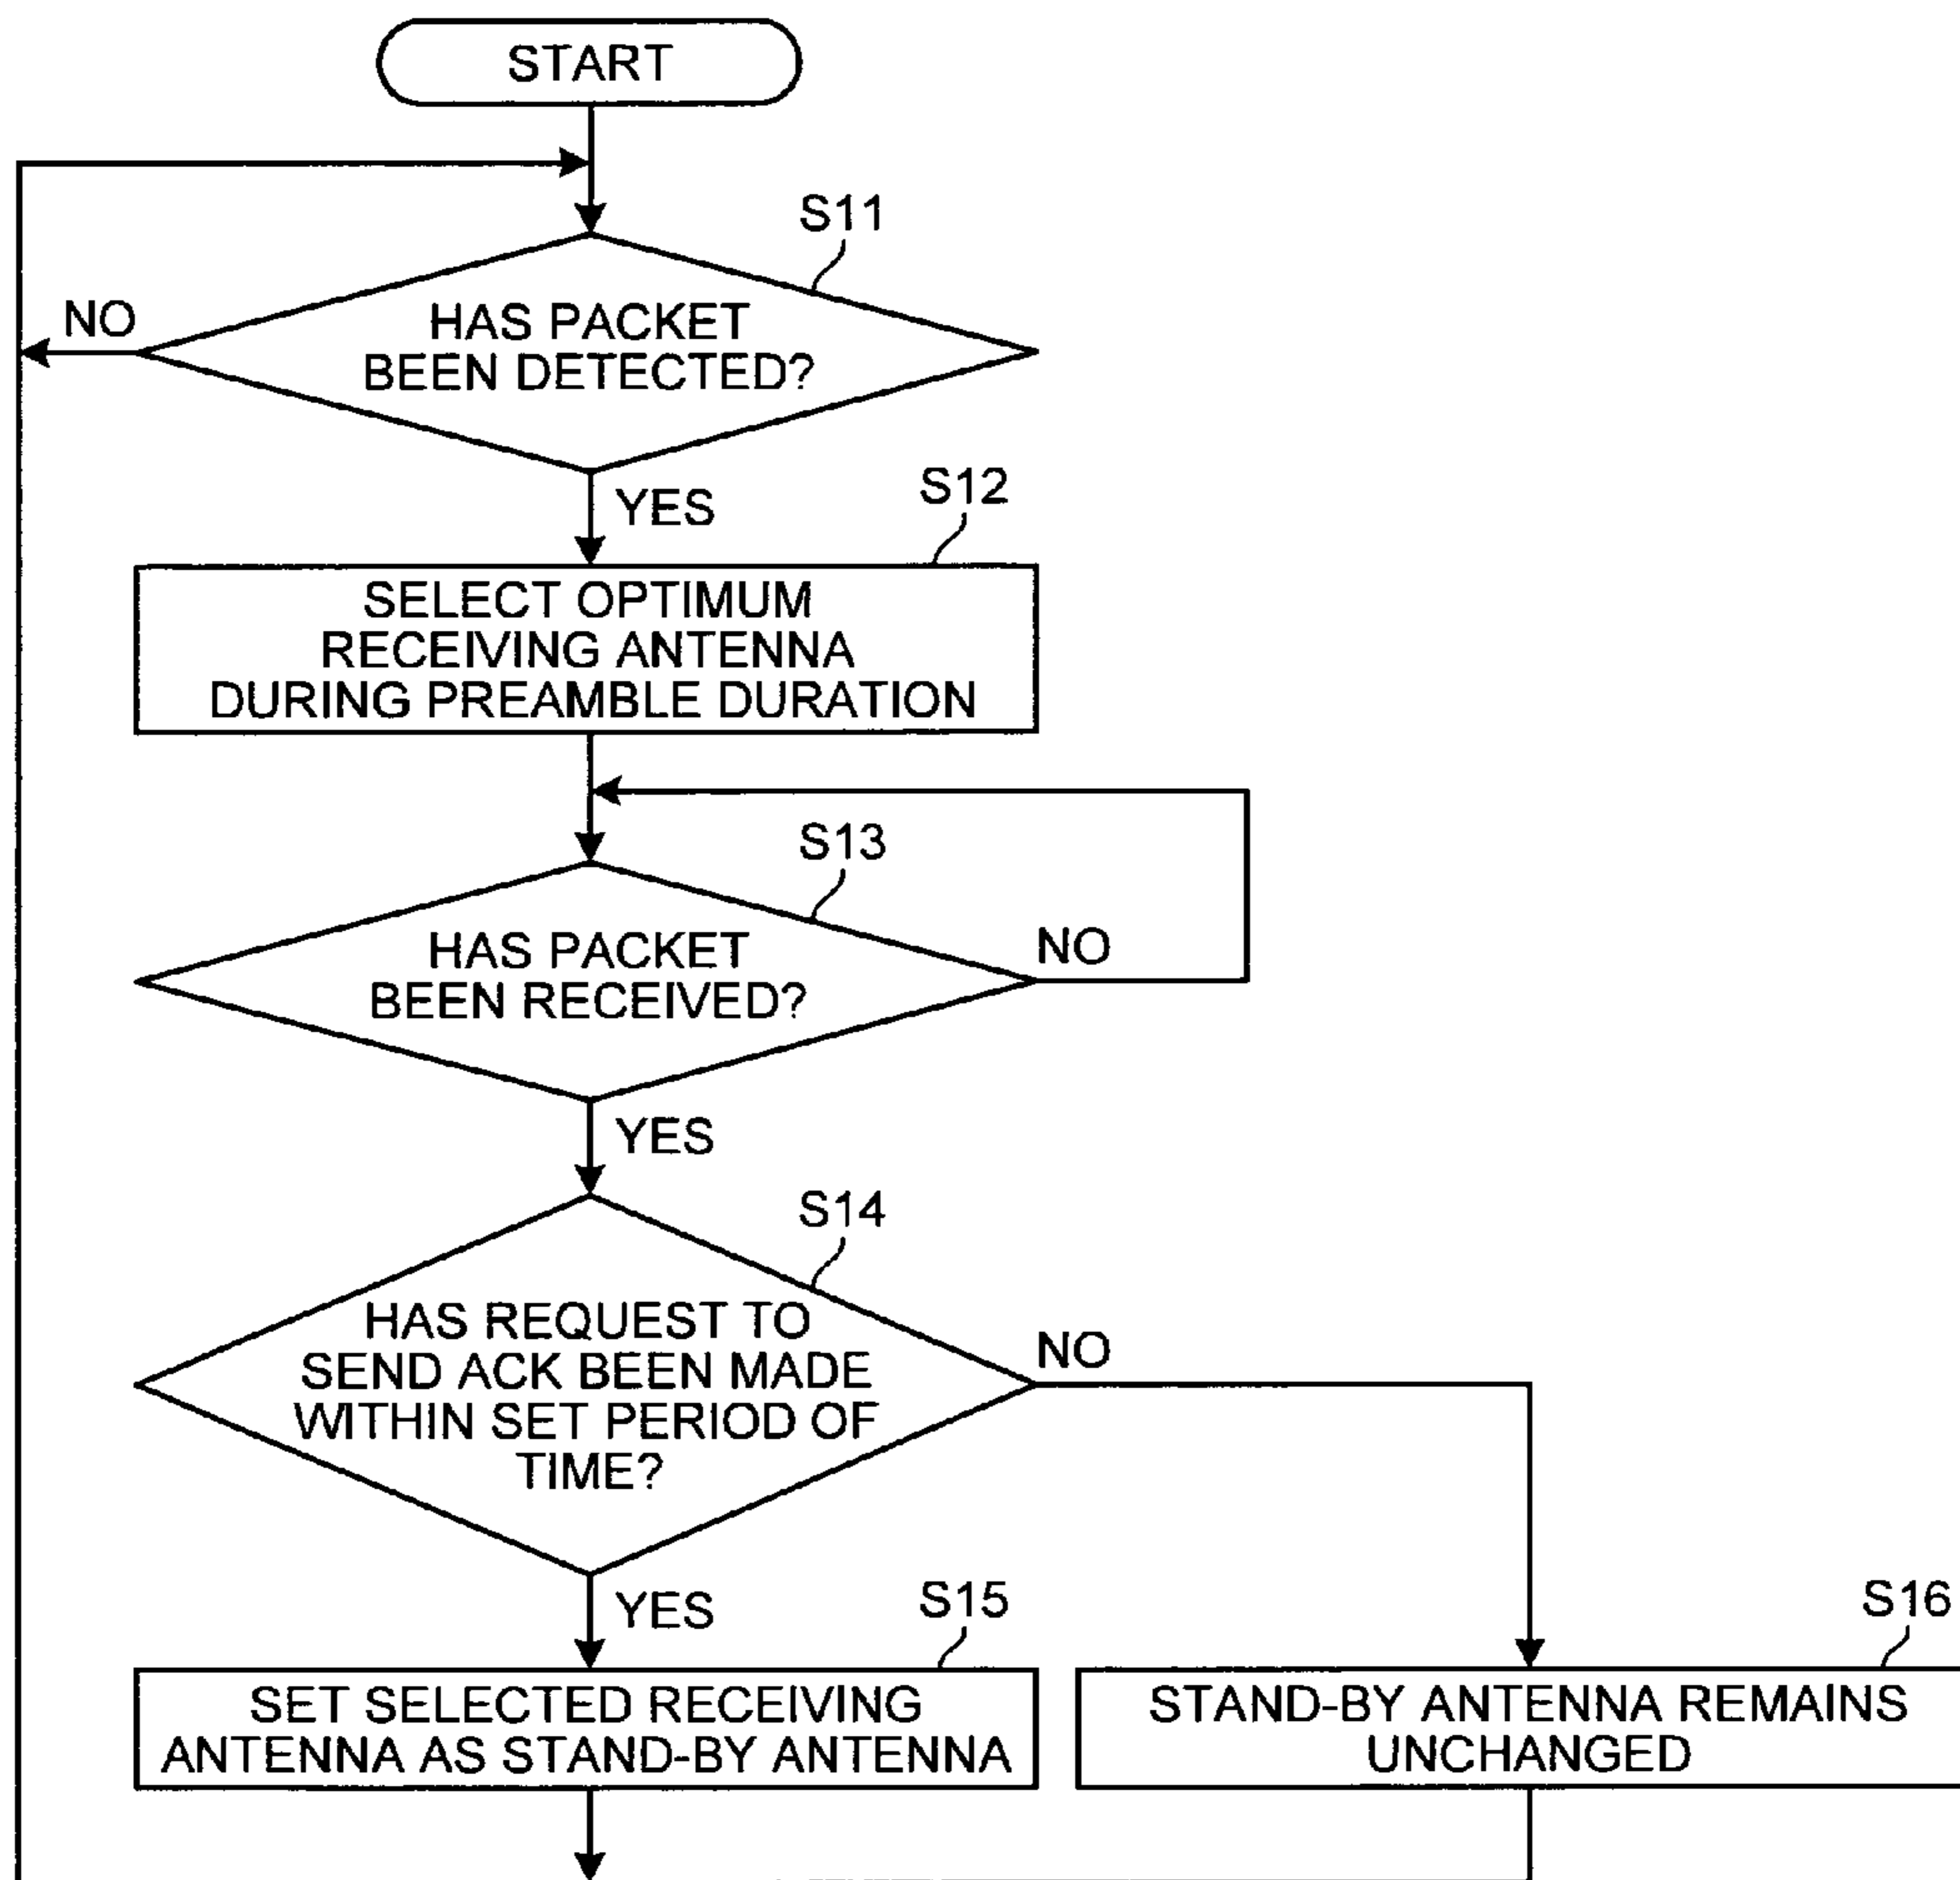 START
S11
HAS PACKET
BEEN DETECTED?
NO
YES
S12
SELECT OPTIMUM
RECEIVING ANTENNA
DURING PREAMBLE DURATION
S13
HAS PACKET
BEEN RECEIVED?
NO
YES
S14
HAS REQUEST TO
SEND ACK BEEN MADE
WITHIN SET PERIOD OF
TIME?
NO
YES
S15
SET SELECTED RECEIVING
ANTENNA AS STAND-BY ANTENNA
S16
STAND-BY ANTENNA REMAINS
UNCHANGED